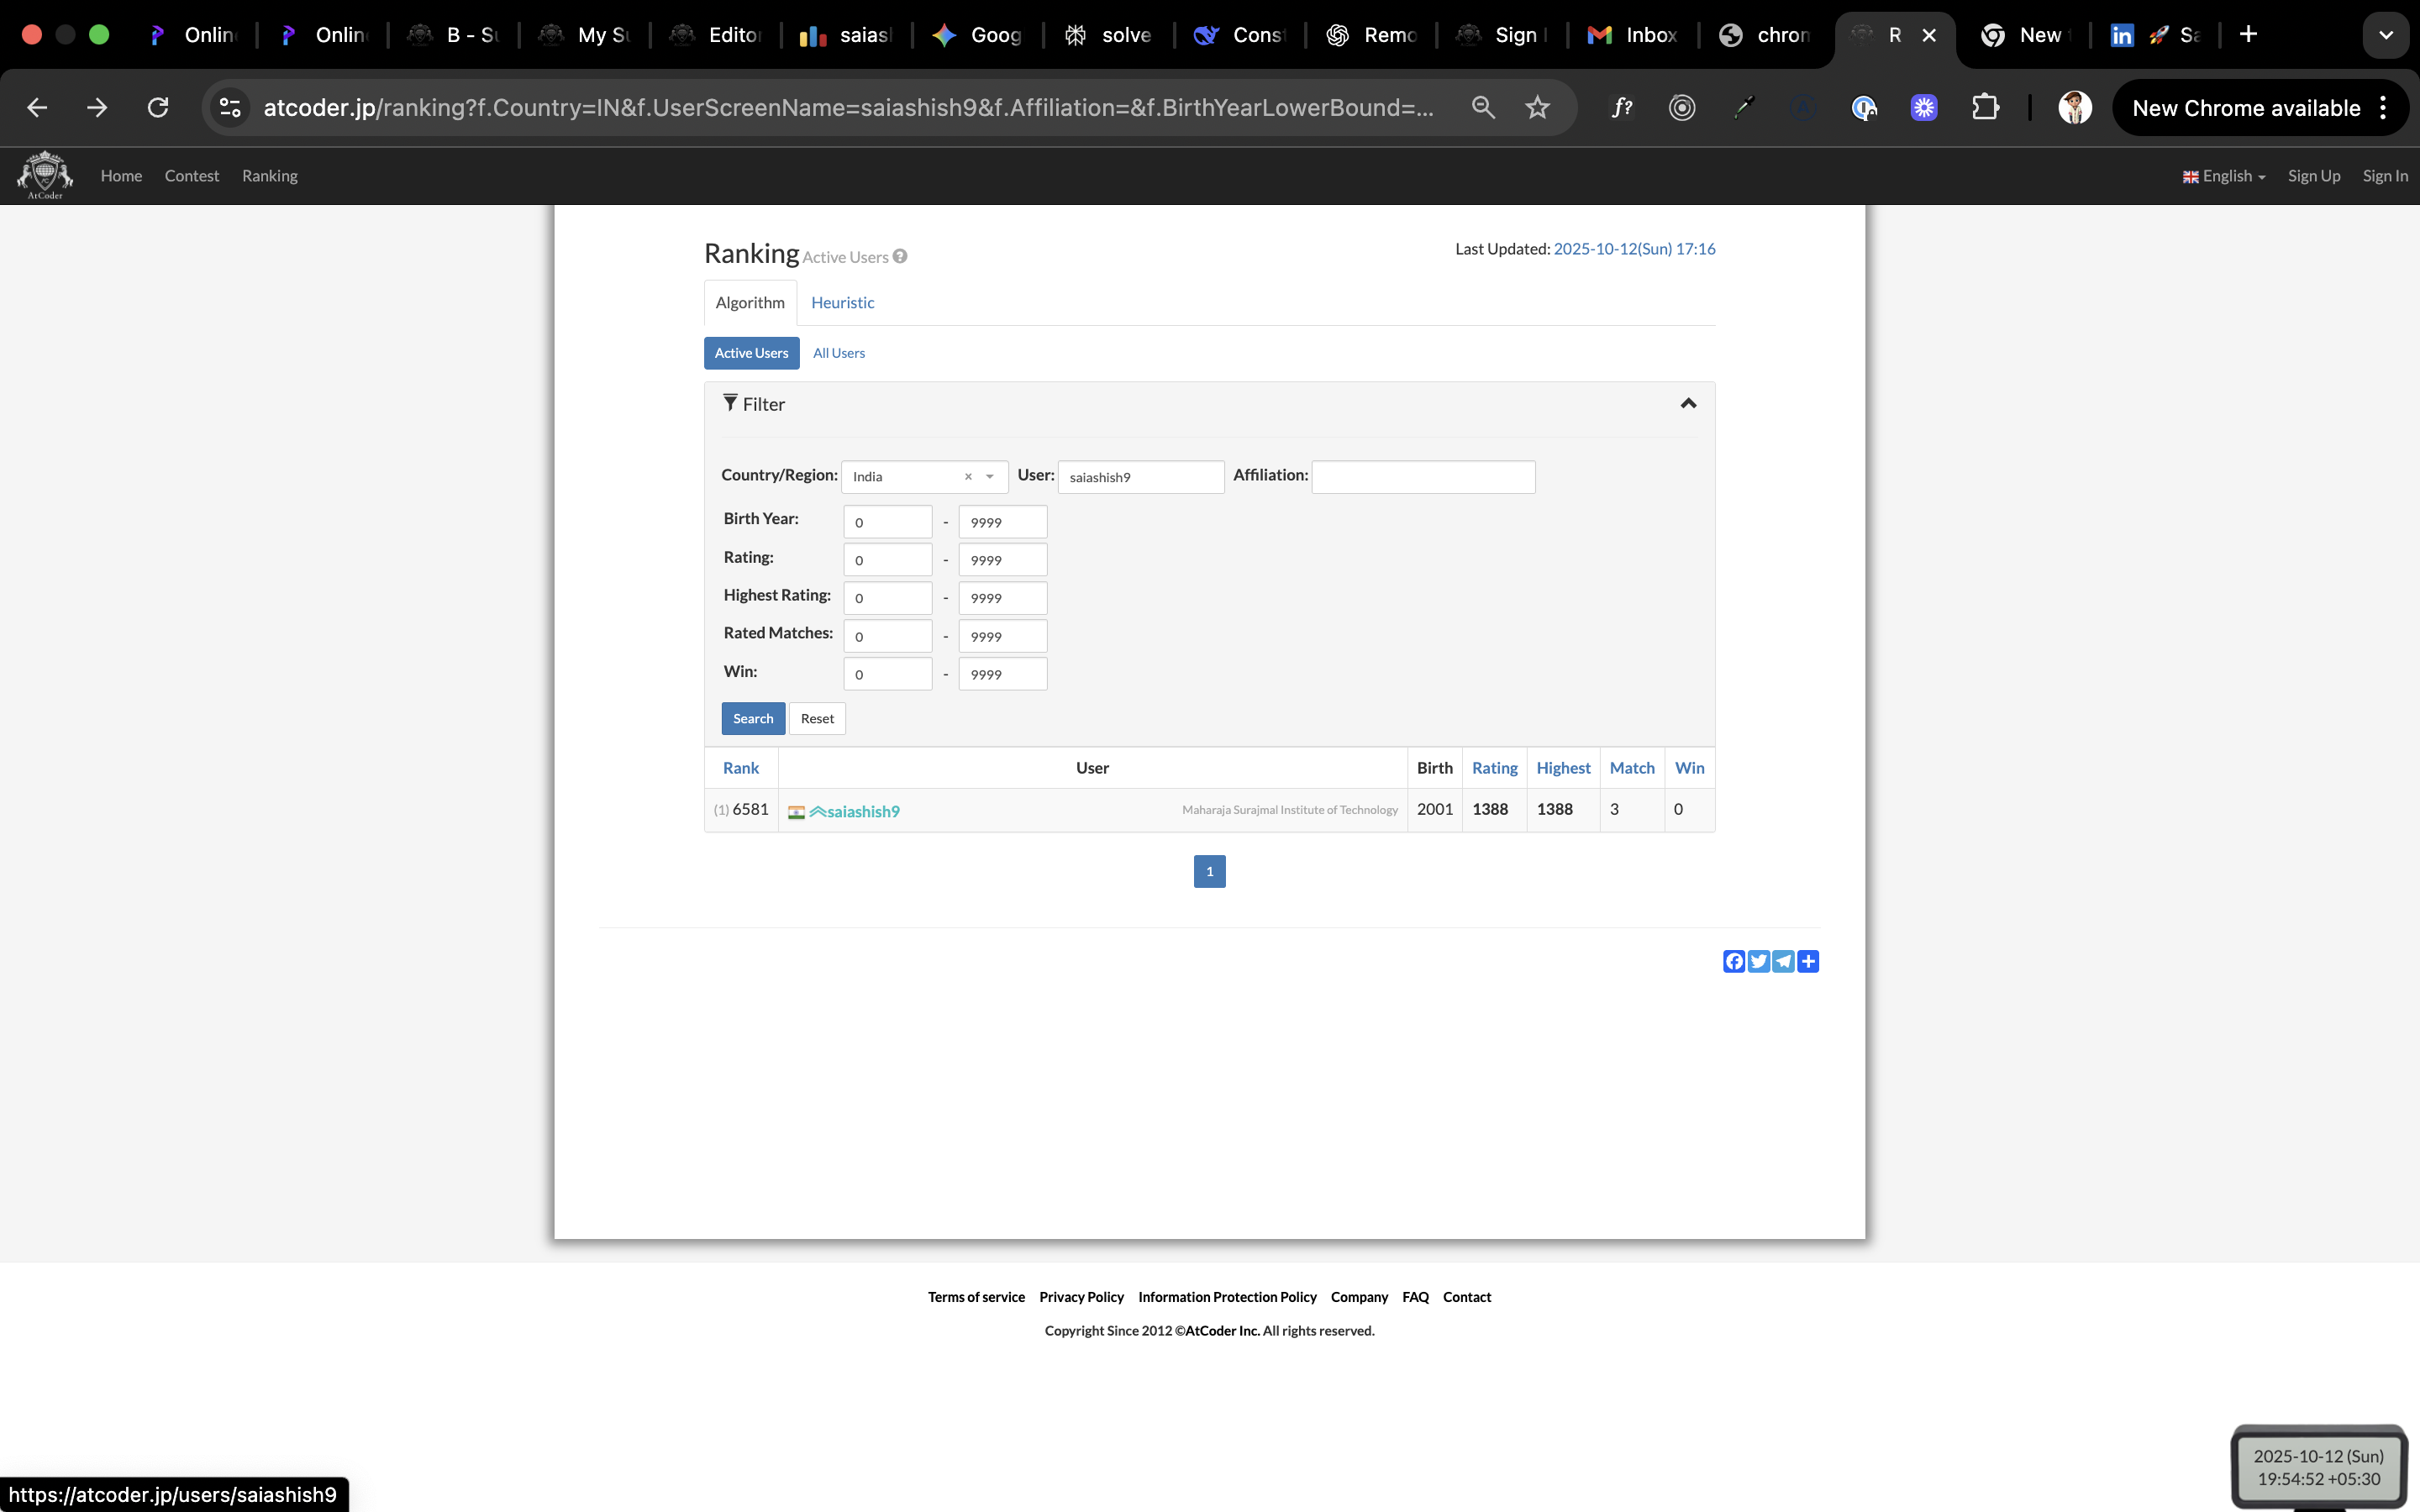 Onlin
Onlin
B - Su
My Su
Editor
saiasl
Goog
solve
Const
Remo
Sign I
Inbox
chrom
R
New
in
Sa
atcoder.jp/ranking?f.Country=IN&f.UserScreenName=saiashish9&f.Affiliation=&f.BirthYearLowerBound=...
New Chrome available
AtCoder
Home Contest Ranking
English Sign Up Sign In
Ranking Active Users
Last Updated: 2025-10-12(Sun) 17:16
Algorithm Heuristic
Active Users All Users
Filter
Country/Region: India × User: saiashish9 Affiliation:
Birth Year: 0 - 9999
Rating: 0 - 9999
Highest Rating: 0 - 9999
Rated Matches: 0 - 9999
Win: 0 - 9999
Search Reset
Rank User Birth Rating Highest Match Win
(1) 6581 saiashish9 Maharaja Surajmal Institute of Technology 2001 1388 1388 3 0
1
Terms of service Privacy Policy Information Protection Policy Company FAQ Contact
Copyright Since 2012 ©AtCoder Inc. All rights reserved.
2025-10-12 (Sun)
19:54:52 +05:30
https://atcoder.jp/users/saiashish9